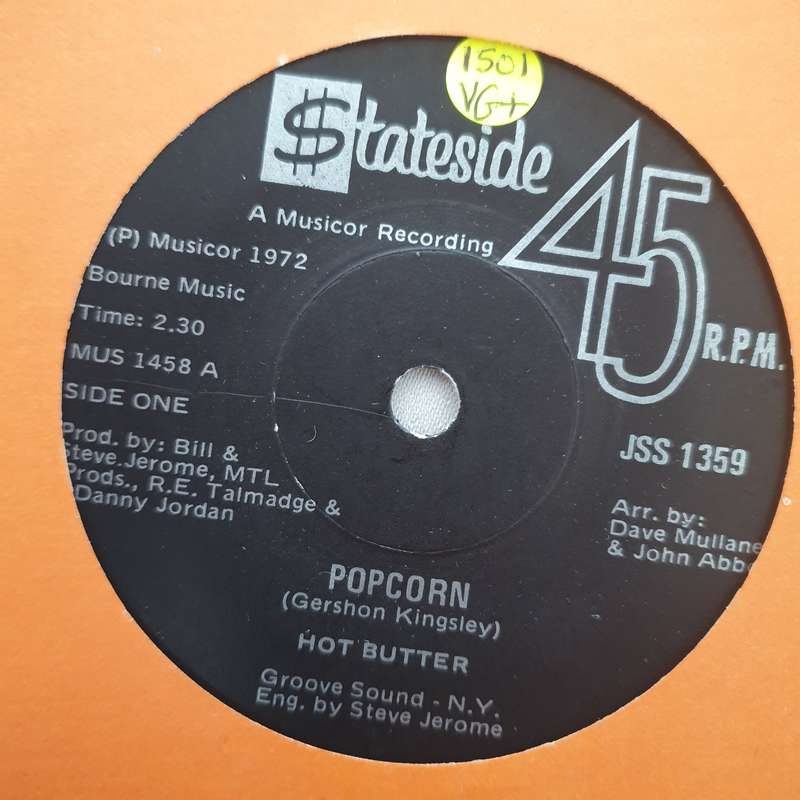 1501
VG+
$tateside
45 R.P.M.
A Musicor Recording
(P) Musicor 1972
Bourne Music
Time: 2.30
MUS 1458 A
SIDE ONE
Prod. by: Bill &
Steve.Jerome, MTL
Prods., R.E. Talmadge &
Danny Jordan
JSS 1359
Arr. by:
Dave Mullane
& John Abbo
POPCORN
(Gershon Kingsley)
HOT BUTTER
Groove Sound - N.Y.
Eng. by Steve Jerome